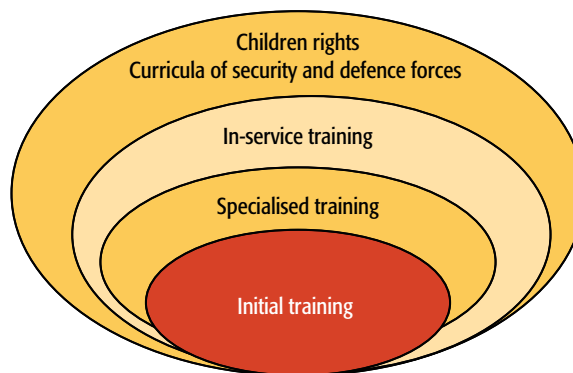 Children rights
Curricula of security and defence forces
In-service training
Specialised training
Initial training